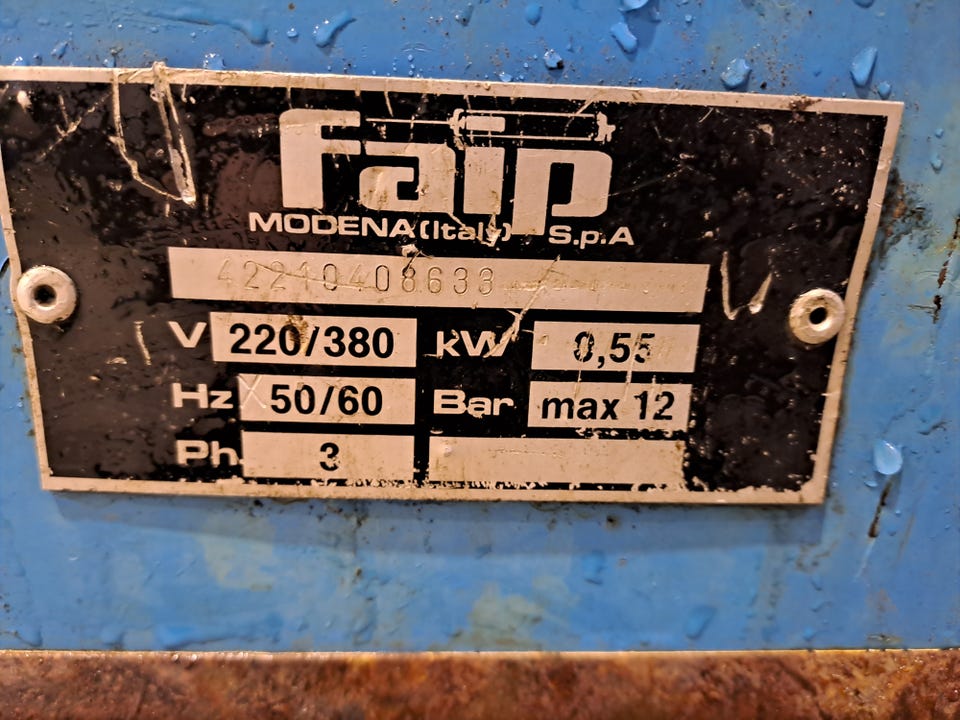 faip
MODENA (Italy) S.p.A
42210408633
V 220/380 kW 0,55
Hz 50/60 Bar max 12
Ph 3